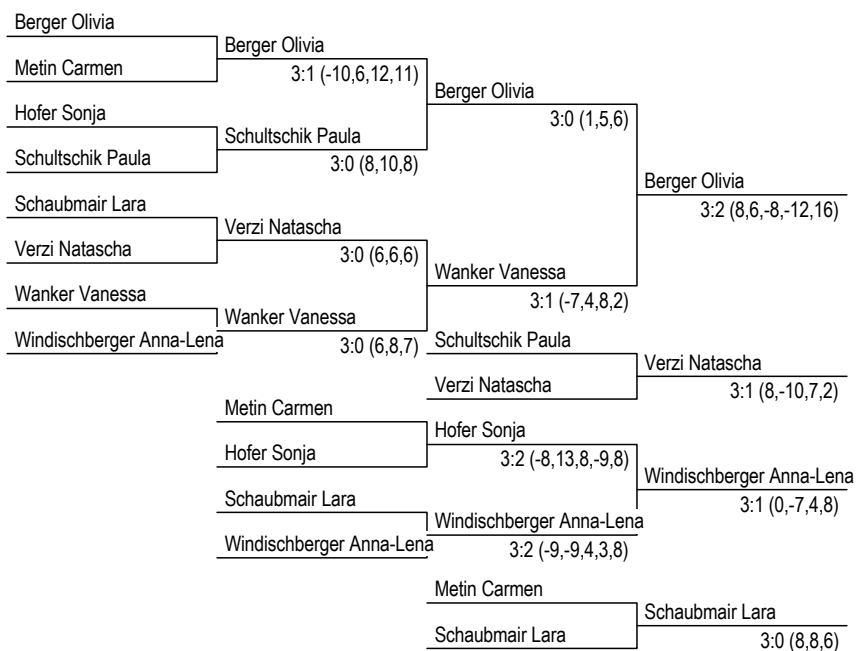 Berger Olivia
Berger Olivia
Metin Carmen
3:1 (-10,6,12,11)
Berger Olivia
Hofer Sonja
3:0 (1,5,6)
Schultschik Paula
Schultschik Paula
3:0 (8,10,8)
Berger Olivia
Schaubmair Lara
3:2 (8,6,-8,-12,16)
Verzi Natascha
Verzi Natascha
3:0 (6,6,6)
Wanker Vanessa
Wanker Vanessa
3:1 (-7,4,8,2)
Wanker Vanessa
Windischberger Anna-Lena
3:0 (6,8,7)
Schultschik Paula
Verzi Natascha
Verzi Natascha
3:1 (8,-10,7,2)
Metin Carmen
Hofer Sonja
Hofer Sonja
3:2 (-8,13,8,-9,8)
Windischberger Anna-Lena
Schaubmair Lara
3:1 (0,-7,4,8)
Windischberger Anna-Lena
Windischberger Anna-Lena
3:2 (-9,-9,4,3,8)
Metin Carmen
Schaubmair Lara
Schaubmair Lara
3:0 (8,8,6)